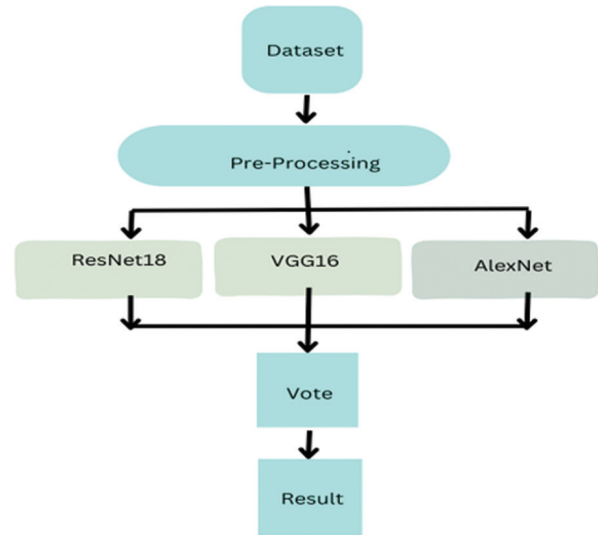 Dataset
Pre-Processing
ResNet18
VGG16
AlexNet
Vote
Result